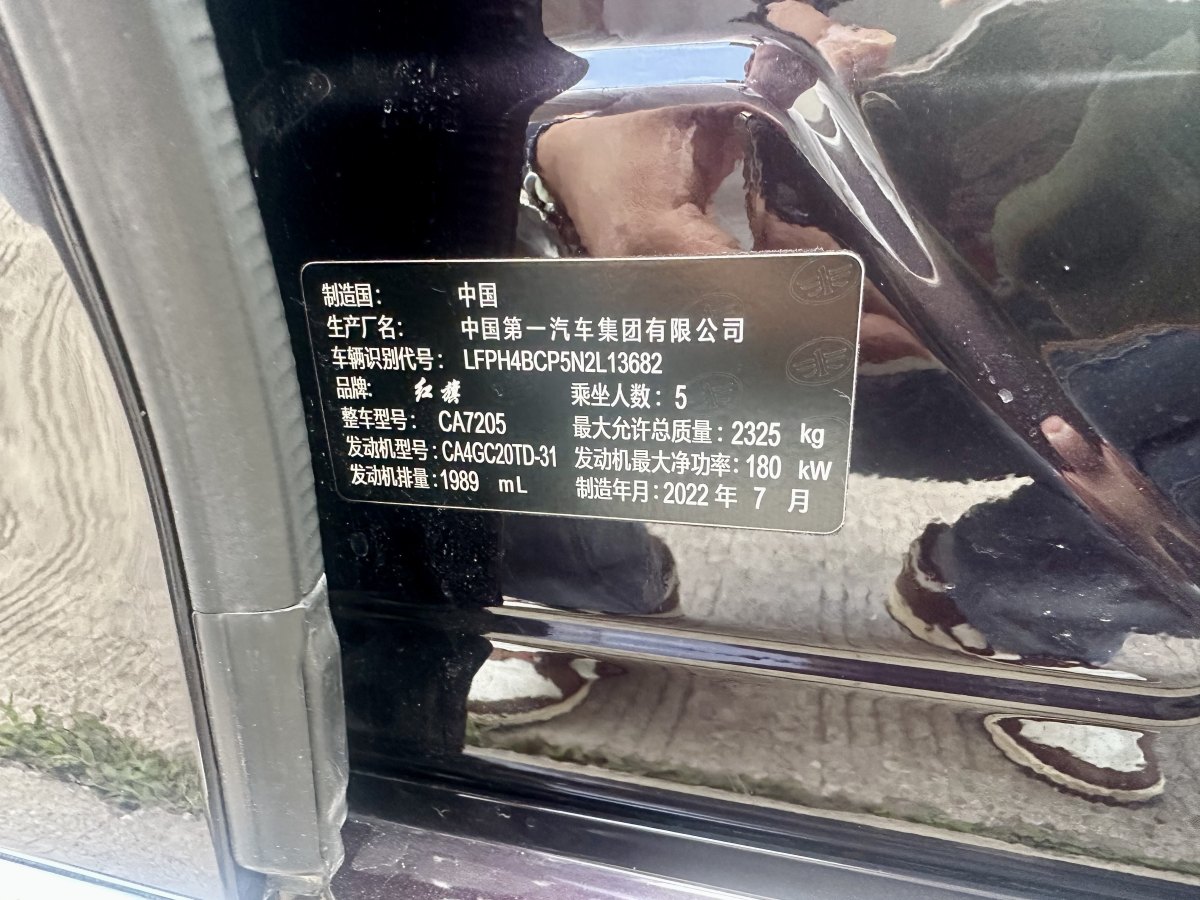 制造国： 中国
生产厂名： 中国第一汽车集团有限公司
车辆识别代号： LFPH4BCP5N2L13682
品牌: 红旗 乘坐人数： 5
整车型号： CA7205 最大允许总质量： 2325 kg
发动机型号：CA4GC20TD-31 发动机最大净功率：180 kW
发动机排量：1989 mL 制造年月：2022 年 7 月